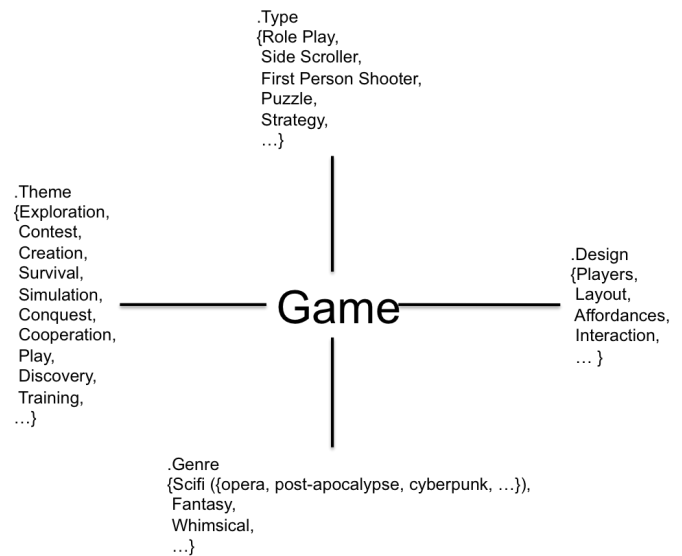 .Type
{Role Play,
Side Scroller,
First Person Shooter,
Puzzle,
Strategy,
…}
.Theme
{Exploration,
Contest,
Creation,
Survival,
Simulation,
Conquest,
Cooperation,
Play,
Discovery,
Training,
…}
Game
.Design
{Players,
Layout,
Affordances,
Interaction,
… }
.Genre
{Scifi ({opera, post-apocalypse, cyberpunk, …}),
Fantasy,
Whimsical,
…}